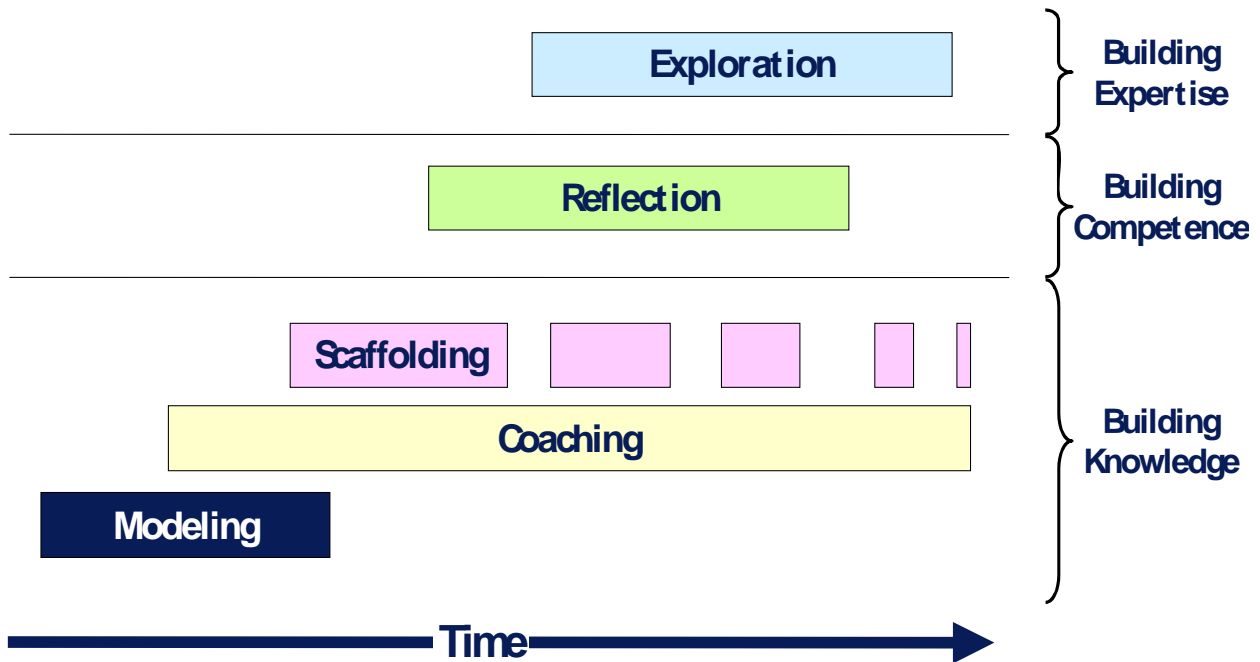 Exploration
Building
Expertise
Reflection
Building
Competence
Scaffolding
Coaching
Building
Knowledge
Modeling
Time